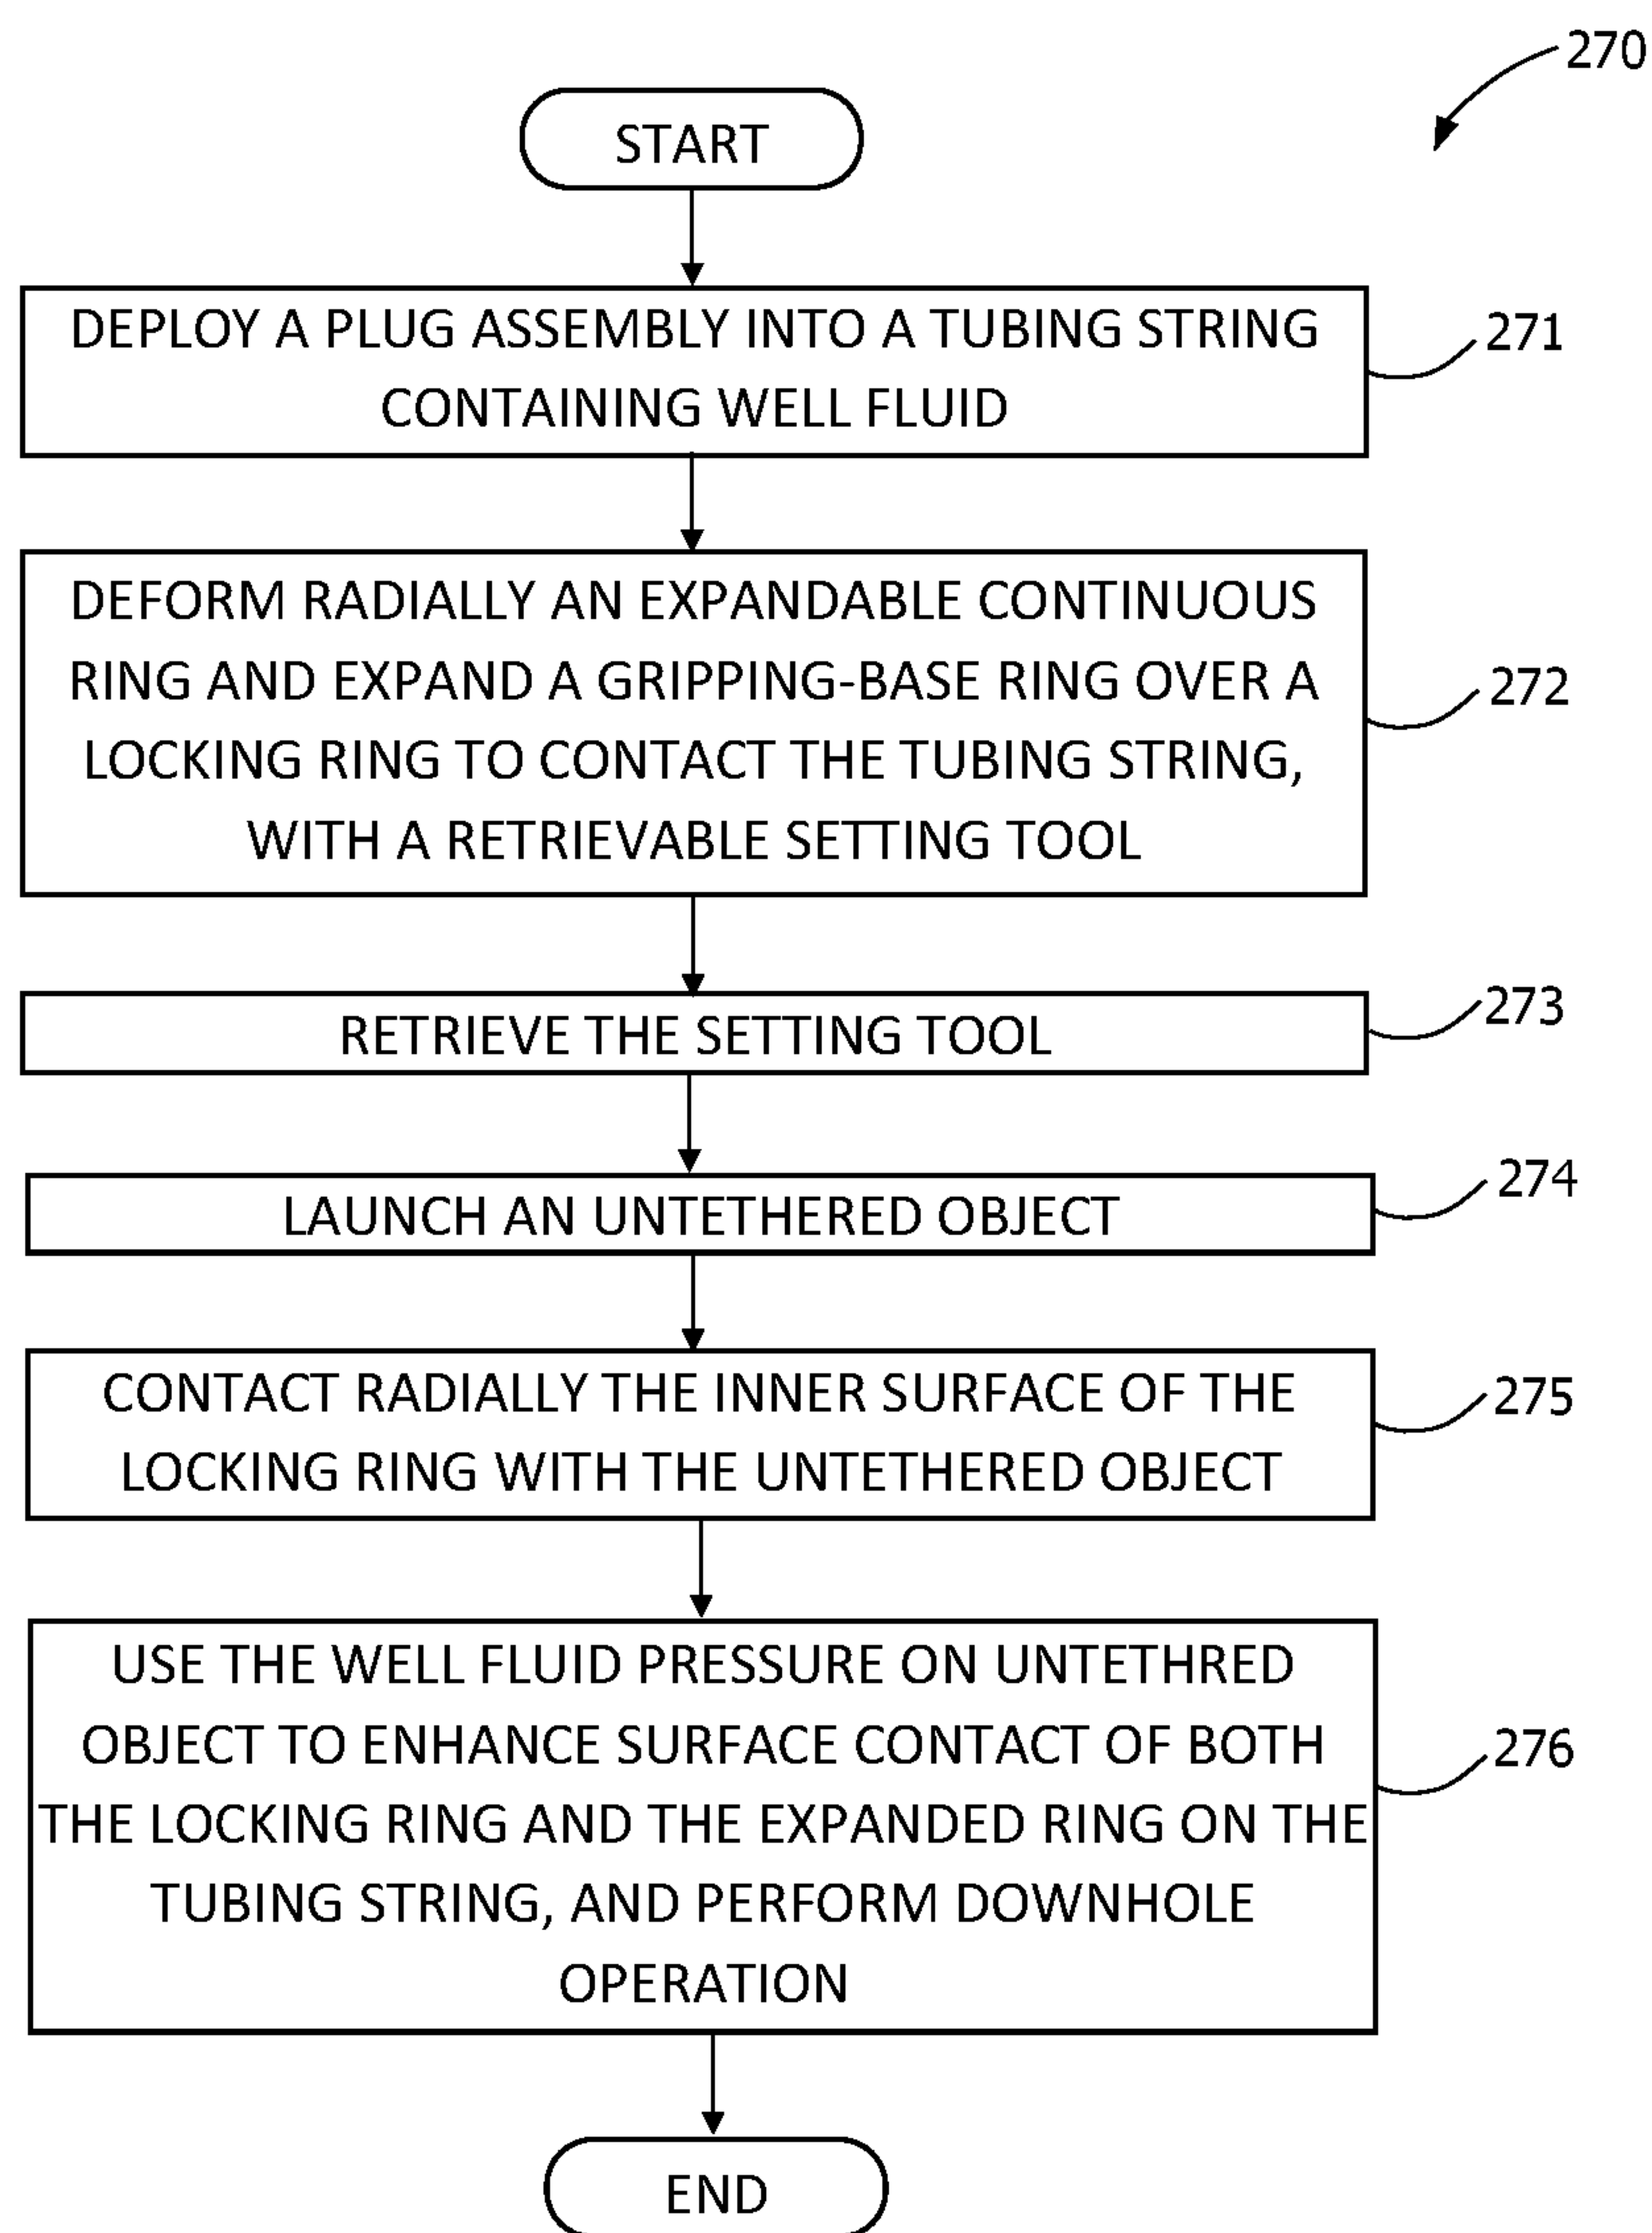 270
START
DEPLOY A PLUG ASSEMBLY INTO A TUBING STRING
CONTAINING WELL FLUID
271
DEFORM RADIALLY AN EXPANDABLE CONTINUOUS
RING AND EXPAND A GRIPPING-BASE RING OVER A
LOCKING RING TO CONTACT THE TUBING STRING,
WITH A RETRIEVABLE SETTING TOOL
272
RETRIEVE THE SETTING TOOL
273
LAUNCH AN UNTETHERED OBJECT
274
CONTACT RADIALLY THE INNER SURFACE OF THE
LOCKING RING WITH THE UNTETHERED OBJECT
275
USE THE WELL FLUID PRESSURE ON UNTETHRED
OBJECT TO ENHANCE SURFACE CONTACT OF BOTH
THE LOCKING RING AND THE EXPANDED RING ON THE
TUBING STRING, AND PERFORM DOWNHOLE
OPERATION
276
END